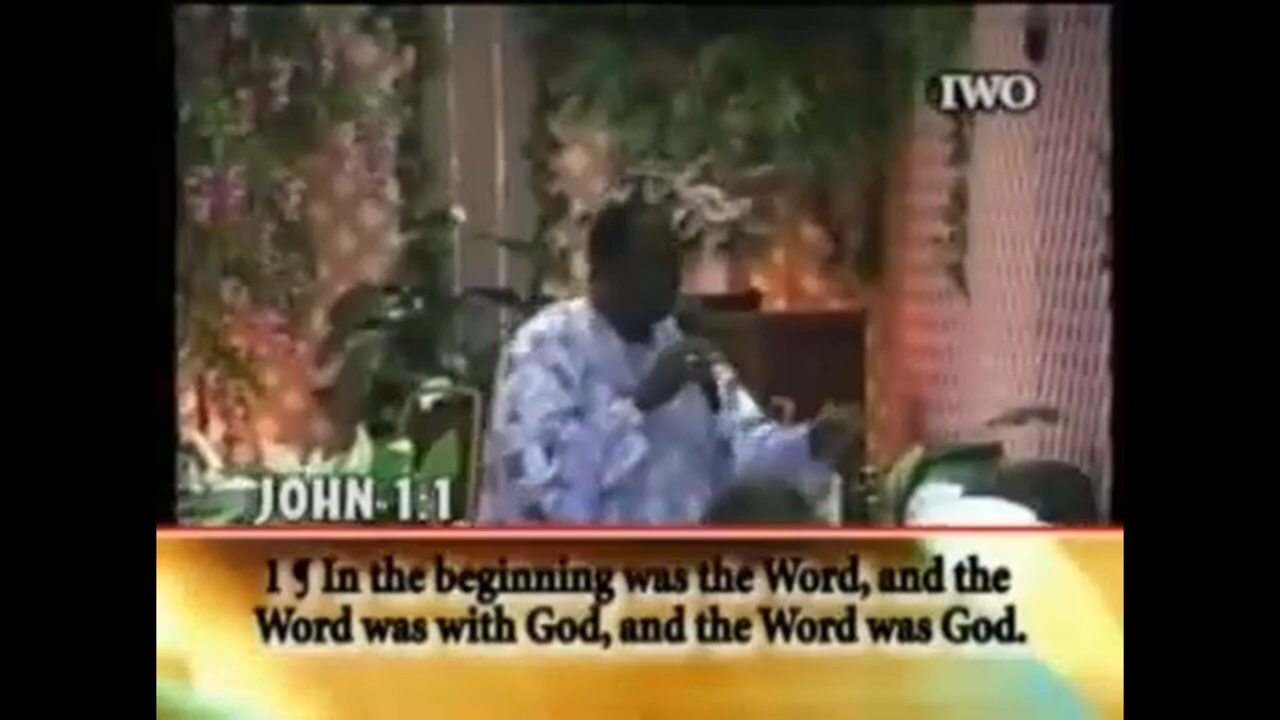 IWO
JOHN 1:1
1 ¶ In the beginning was the Word, and the
Word was with God, and the Word was God.